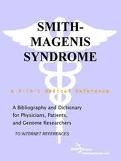 SMITH-
MAGENIS
SYNDROME
A 3-in-1 Medical Reference
A Bibliography and Dictionary
for Physicians, Patients,
and Genome Researchers
TO INTERNET REFERENCES